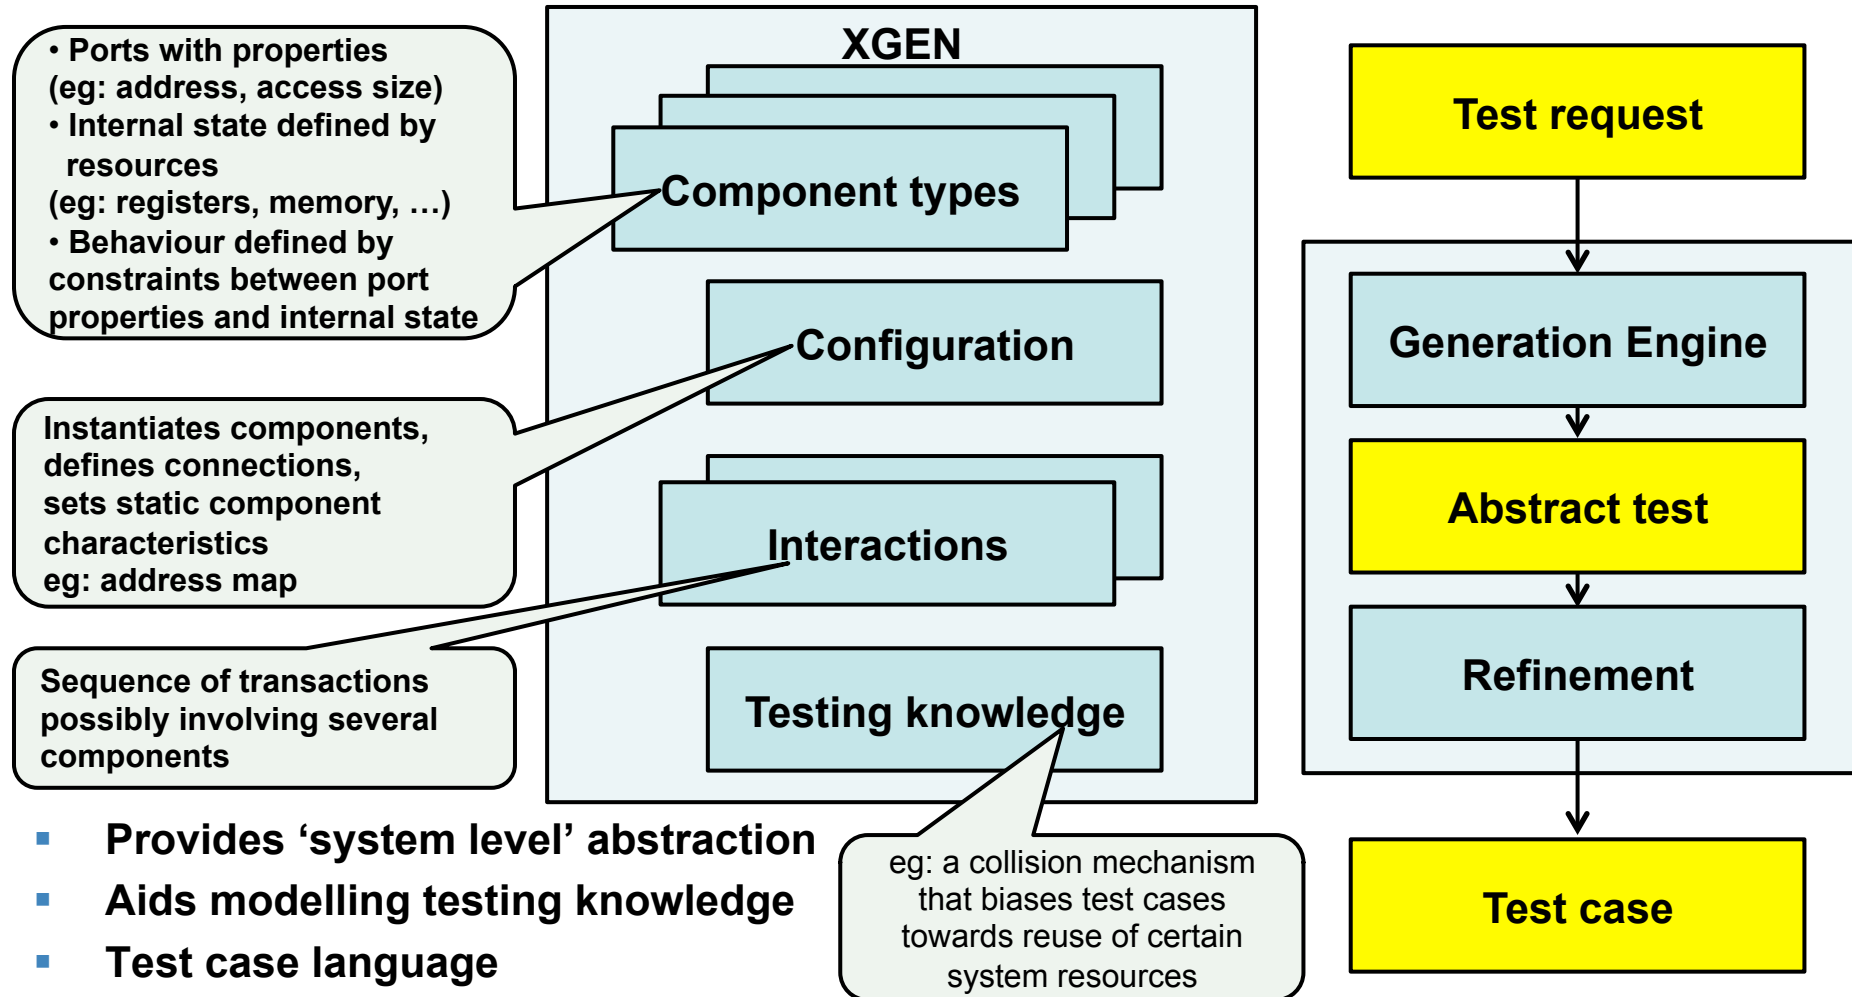 • Ports with properties
(eg: address, access size)
• Internal state defined by
resources
(eg: registers, memory, …)
• Behaviour defined by
constraints between port
properties and internal state
Instantiates components,
defines connections,
sets static component
characteristics
eg: address map
Sequence of transactions
possibly involving several
components
XGEN
Component types
Configuration
Interactions
Testing knowledge
eg: a collision mechanism
that biases test cases
towards reuse of certain
system resources
Test request
Generation Engine
Abstract test
Refinement
Test case
▪ Provides ‘system level’ abstraction
▪ Aids modelling testing knowledge
▪ Test case language